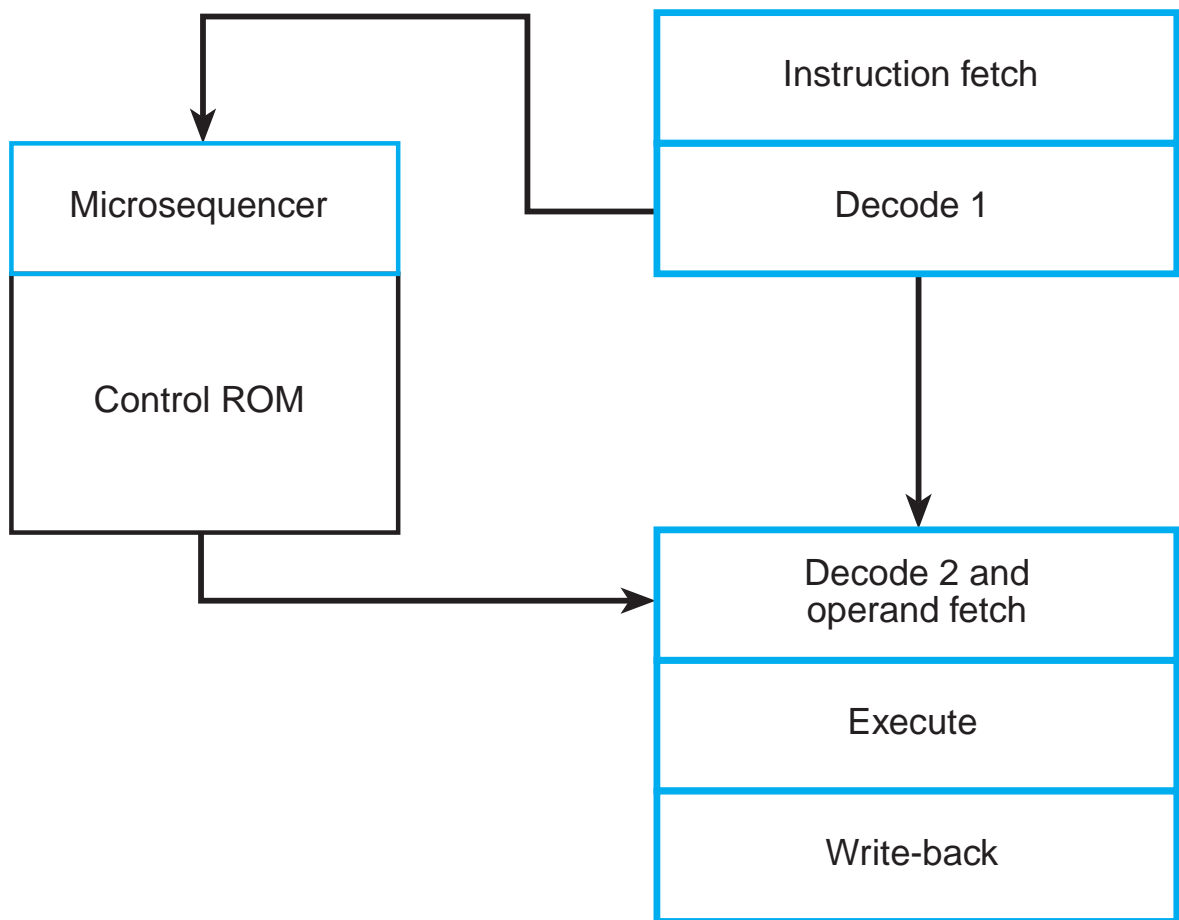 Instruction fetch
Decode 1
Microsequencer
Control ROM
Decode 2 and
operand fetch
Execute
Write-back